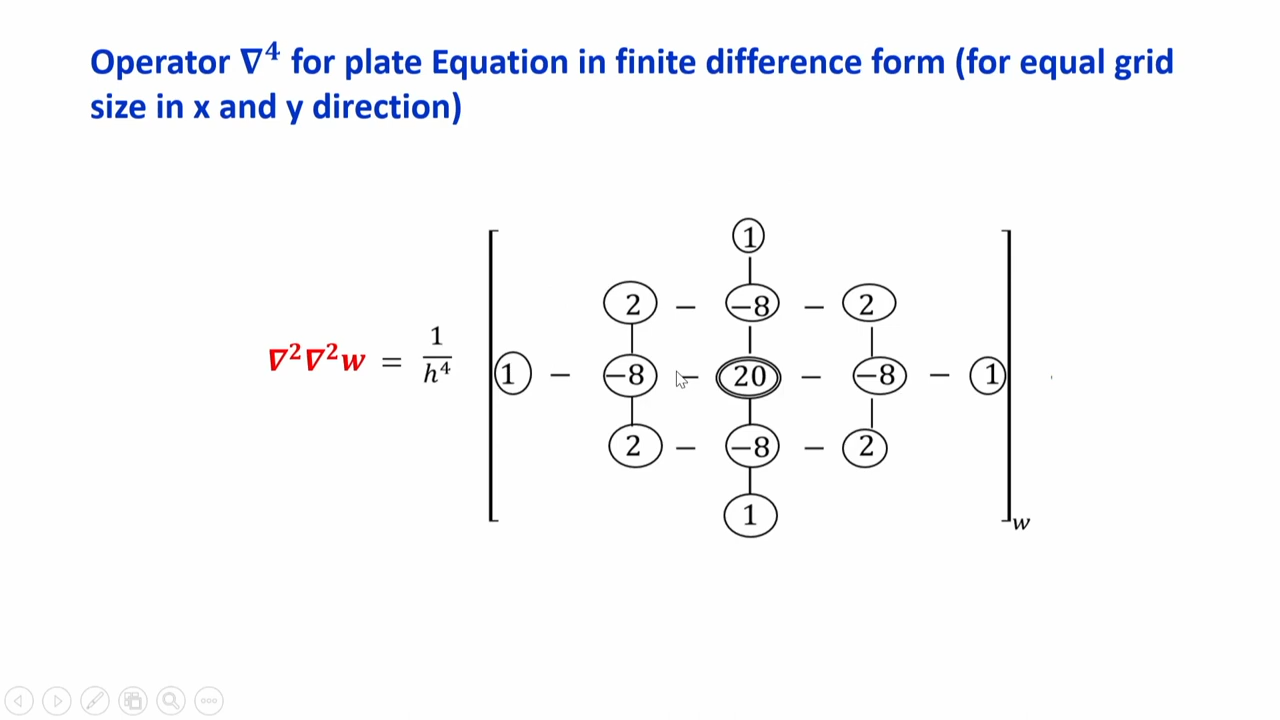 Operator ∇⁴ for plate Equation in finite difference form (for equal grid
size in x and y direction)
1
2 − −8 − 2
∇²∇²w = 1/h⁴ [1 − −8 − 20 − −8 − 1]w
2 − −8 − 2
1